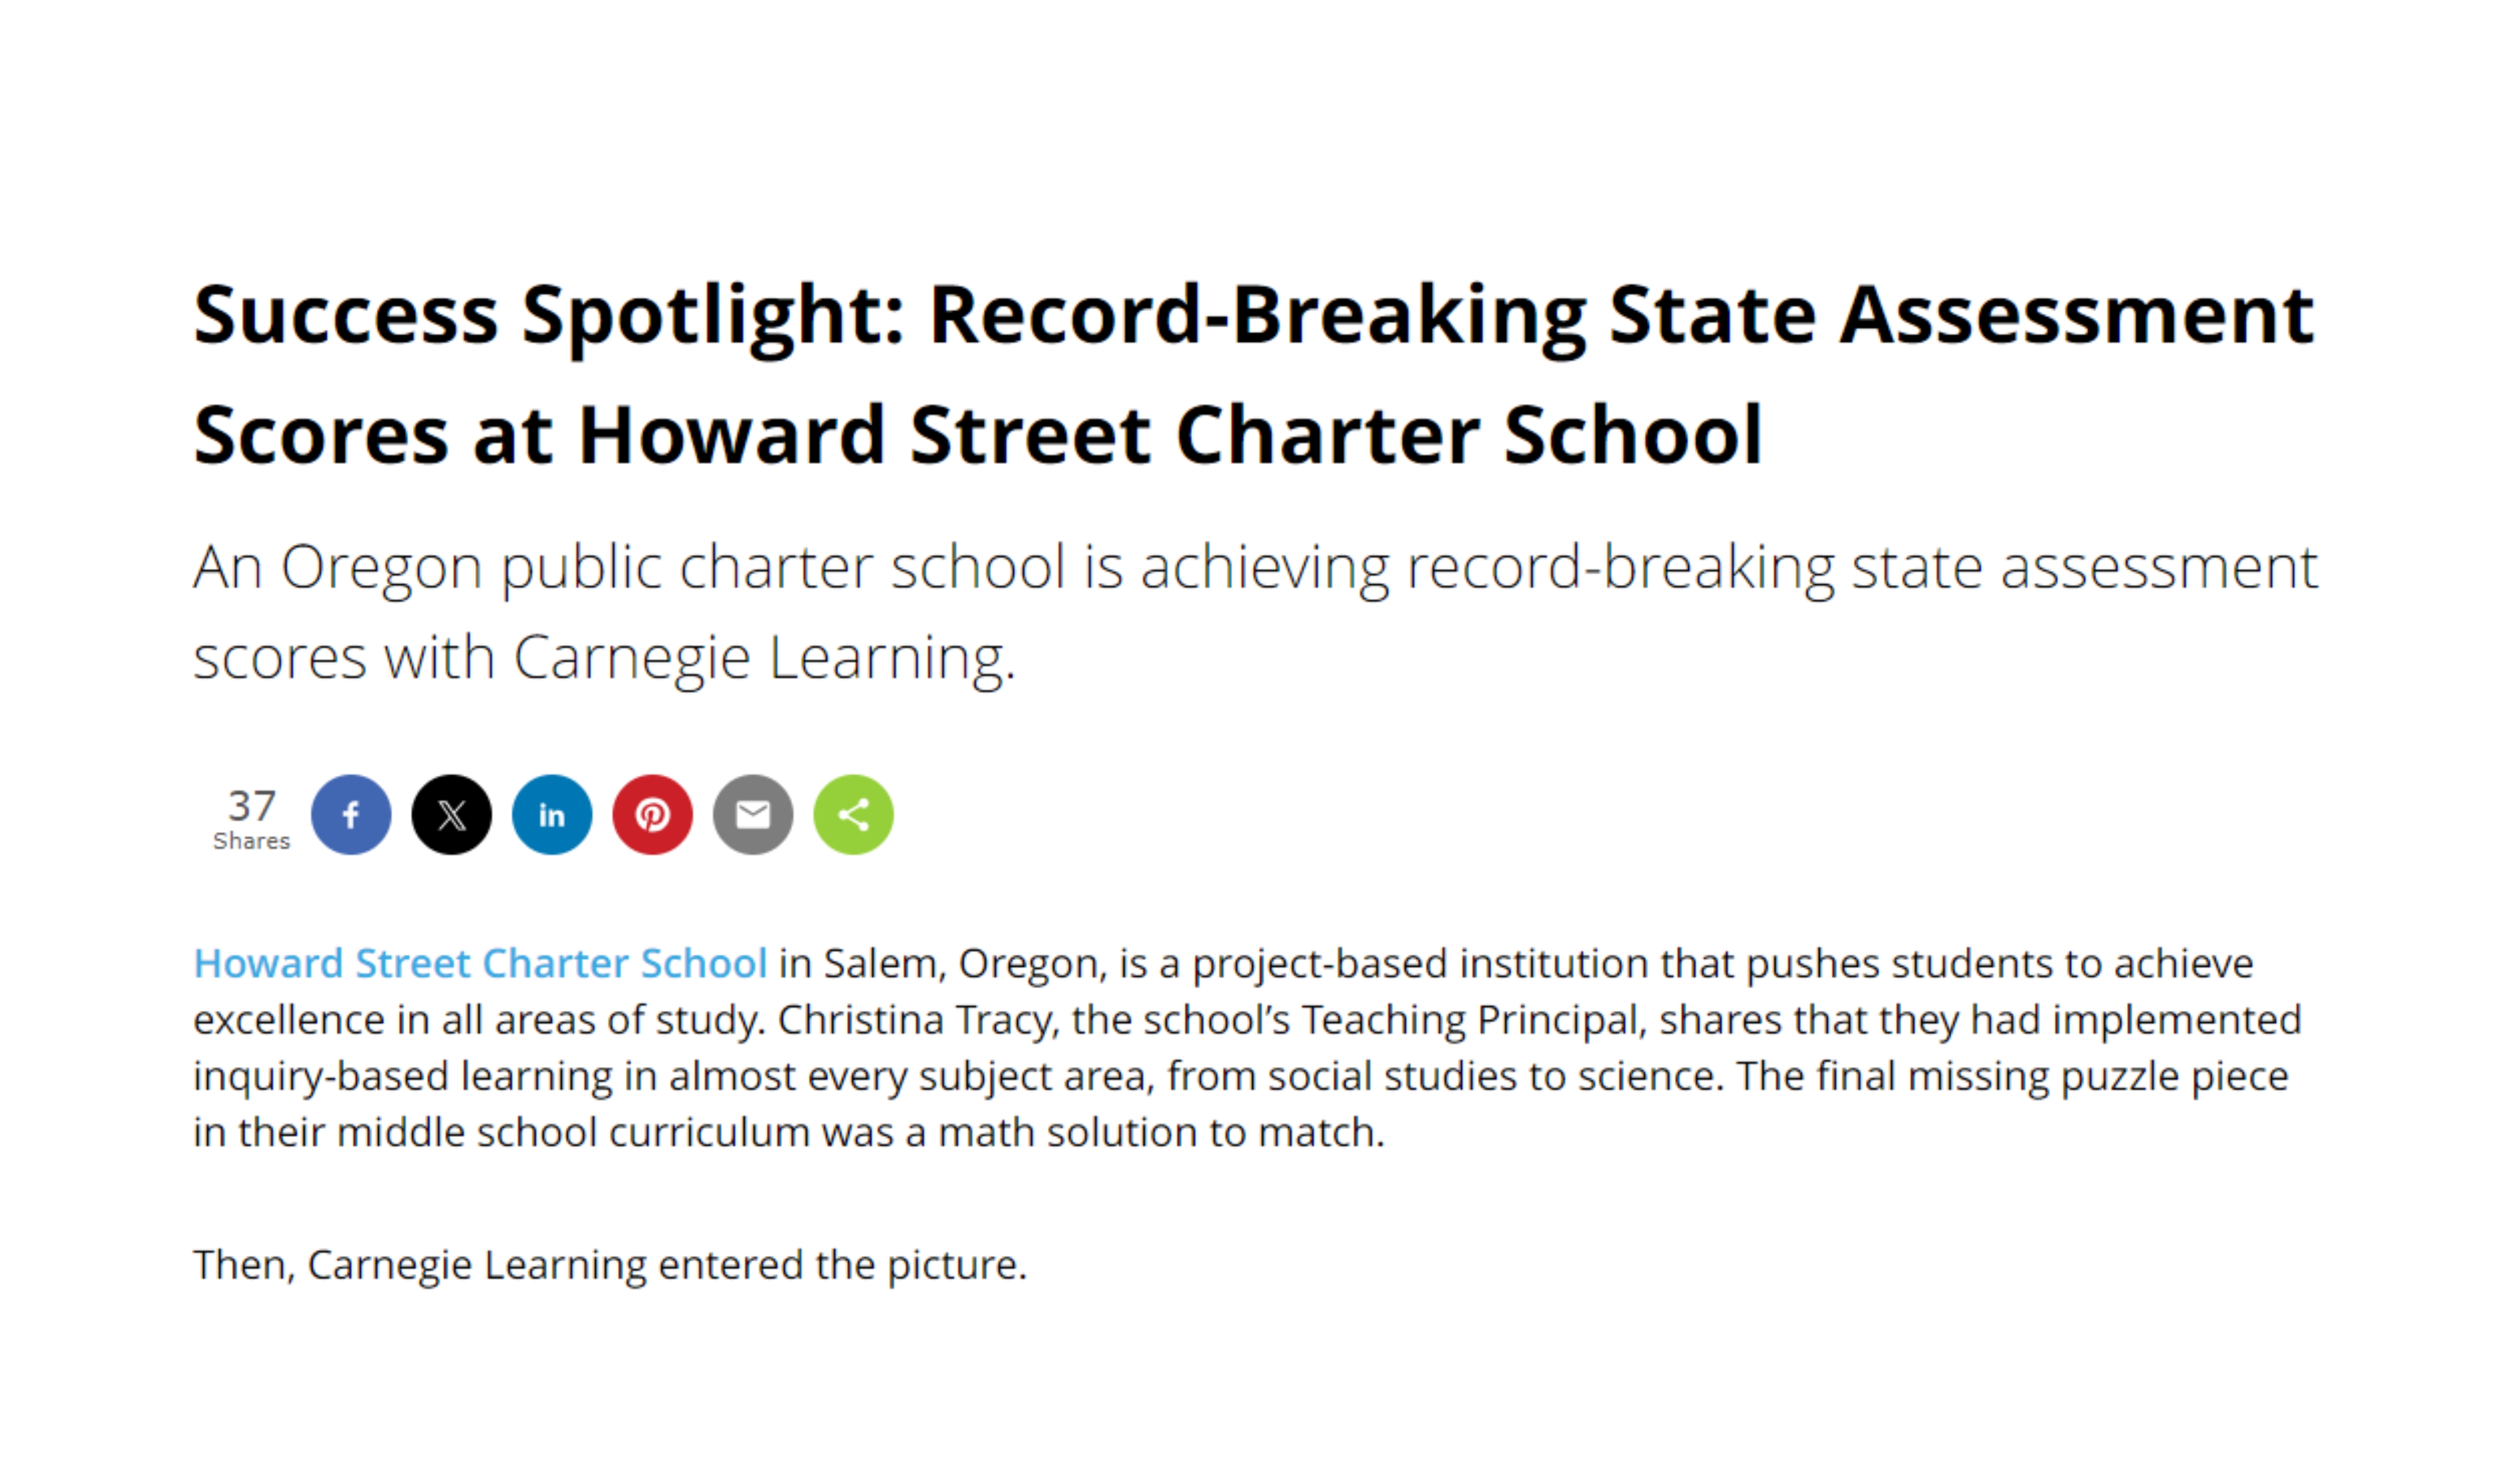 Success Spotlight: Record-Breaking State Assessment
Scores at Howard Street Charter School
An Oregon public charter school is achieving record-breaking state assessment
scores with Carnegie Learning.
37
Shares
Howard Street Charter School in Salem, Oregon, is a project-based institution that pushes students to achieve
excellence in all areas of study. Christina Tracy, the school’s Teaching Principal, shares that they had implemented
inquiry-based learning in almost every subject area, from social studies to science. The final missing puzzle piece
in their middle school curriculum was a math solution to match.
Then, Carnegie Learning entered the picture.